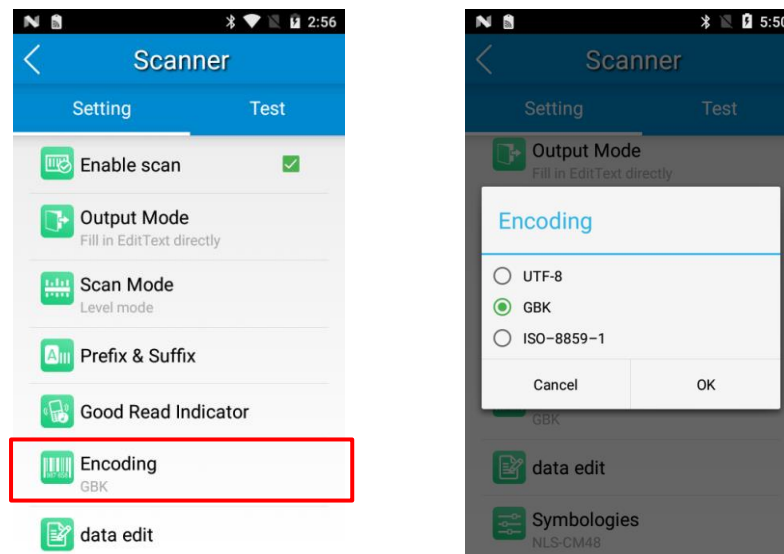 2:56
Scanner
Setting
Test
Enable scan
Output Mode
Fill in EditText directly
Scan Mode
Level mode
Prefix & Suffix
Good Read Indicator
Encoding
GBK
data edit
5:50
Scanner
Setting
Test
Output Mode
Fill in EditText directly
Encoding
UTF-8
GBK
ISO-8859-1
Cancel
OK
GBK
data edit
Symbologies
NLS-CM48